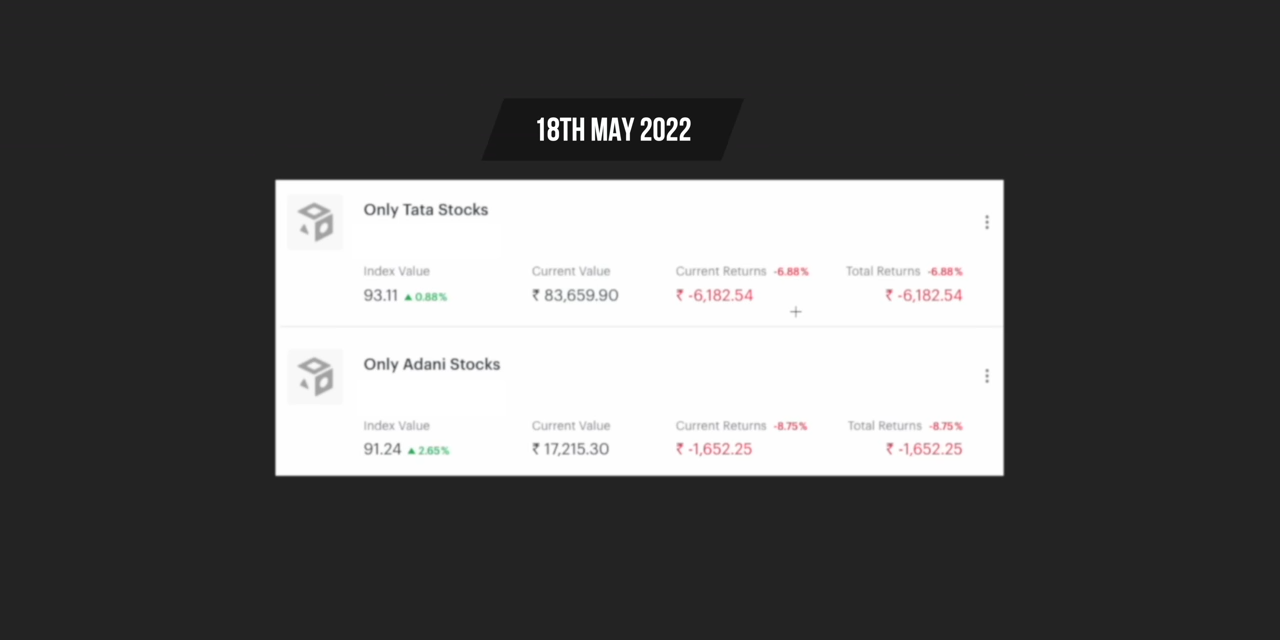 18TH MAY 2022
Only Tata Stocks
Index Value Current Value Current Returns -6.88% Total Returns -6.88%
93.11 ▲ 0.88% ₹ 83,659.90 ₹ -6,182.54 ₹ -6,182.54
Only Adani Stocks
Index Value Current Value Current Returns -8.75% Total Returns -8.75%
91.24 ▲ 2.65% ₹ 17,215.30 ₹ -1,652.25 ₹ -1,652.25